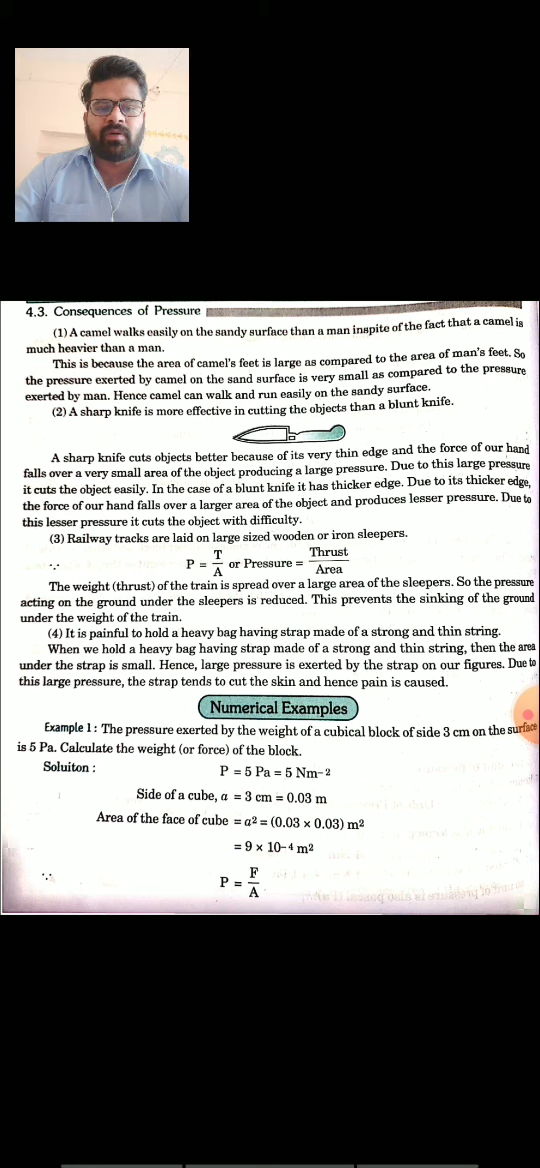 4.3. Consequences of Pressure
(1) A camel walks easily on the sandy surface than a man inspite of the fact that a camel is
much heavier than a man.
This is because the area of camel's feet is large as compared to the area of man's feet. So
the pressure exerted by camel on the sand surface is very small as compared to the pressure
exerted by man. Hence camel can walk and run easily on the sandy surface.
(2) A sharp knife is more effective in cutting the objects than a blunt knife.
A sharp knife cuts objects better because of its very thin edge and the force of our hand
falls over a very small area of the object producing a large pressure. Due to this large pressure
it cuts the object easily. In the case of a blunt knife it has thicker edge. Due to its thicker edge,
the force of our hand falls over a larger area of the object and produces lesser pressure. Due to
this lesser pressure it cuts the object with difficulty.
(3) Railway tracks are laid on large sized wooden or iron sleepers.
∵ P = T/A or Pressure = Thrust/Area
The weight (thrust) of the train is spread over a large area of the sleepers. So the pressure
acting on the ground under the sleepers is reduced. This prevents the sinking of the ground
under the weight of the train.
(4) It is painful to hold a heavy bag having strap made of a strong and thin string.
When we hold a heavy bag having strap made of a strong and thin string, then the area
under the strap is small. Hence, large pressure is exerted by the strap on our figures. Due to
this large pressure, the strap tends to cut the skin and hence pain is caused.
Numerical Examples
Example 1 : The pressure exerted by the weight of a cubical block of side 3 cm on the surface
is 5 Pa. Calculate the weight (or force) of the block.
Soluiton : P = 5 Pa = 5 Nm⁻²
Side of a cube, a = 3 cm = 0.03 m
Area of the face of cube = a² = (0.03 x 0.03) m²
= 9 x 10⁻⁴ m²
∵ P = F/A